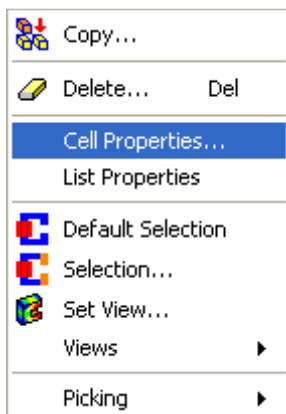 Copy...
Delete... Del
Cell Properties...
List Properties
Default Selection
Selection...
Set View...
Views
Picking